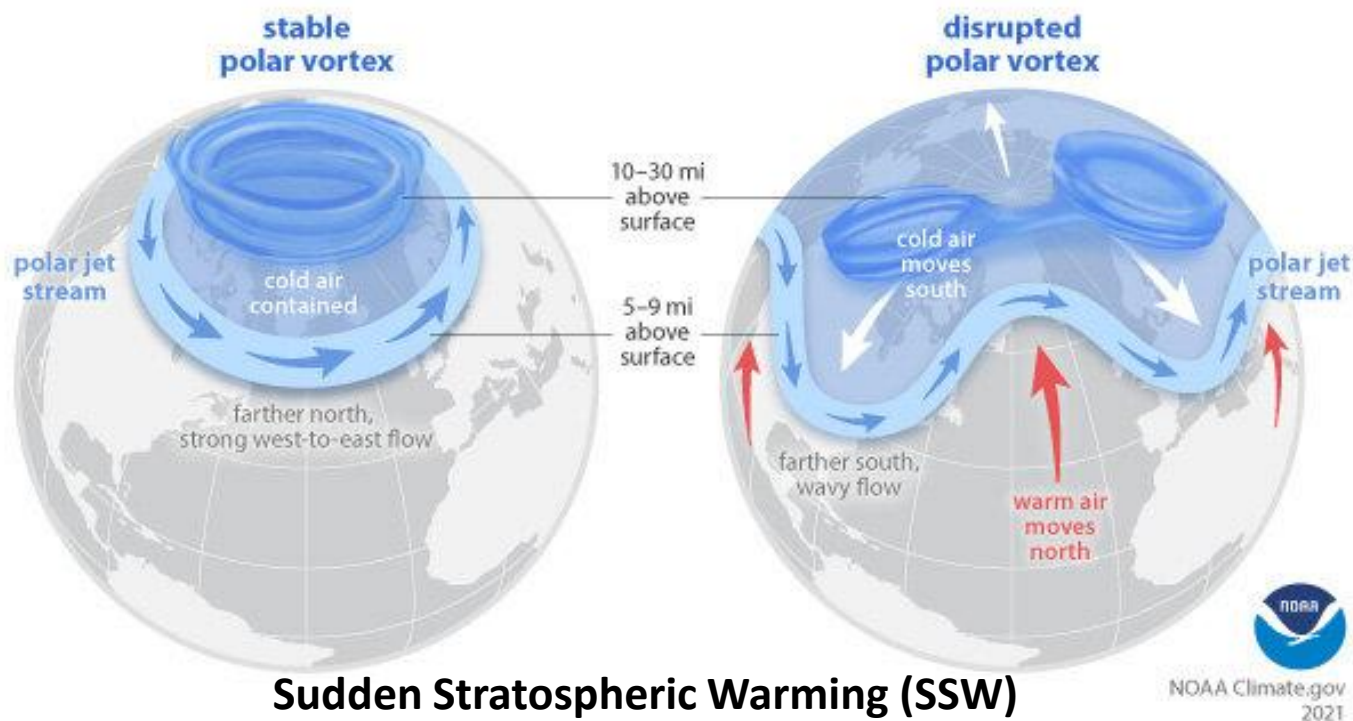 stable
polar vortex
disrupted
polar vortex
10–30 mi
above
surface
polar jet
stream
cold air
contained
cold air
moves
south
polar jet
stream
5–9 mi
above
surface
farther north,
strong west-to-east flow
farther south,
wavy flow
warm air
moves
north
NOAA
Sudden Stratospheric Warming (SSW)
NOAA Climate.gov
2021